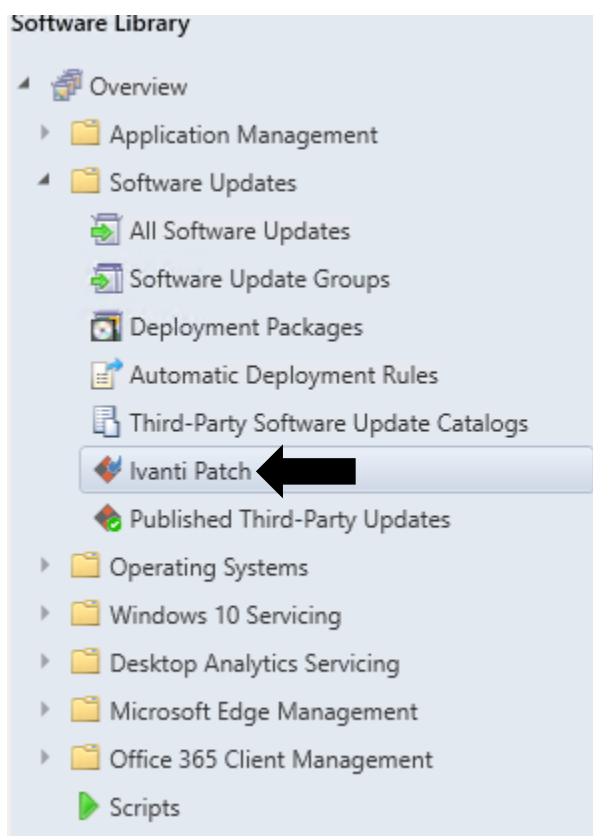 Software Library
Overview
Application Management
Software Updates
All Software Updates
Software Update Groups
Deployment Packages
Automatic Deployment Rules
Third-Party Software Update Catalogs
Ivanti Patch
Published Third-Party Updates
Operating Systems
Windows 10 Servicing
Desktop Analytics Servicing
Microsoft Edge Management
Office 365 Client Management
Scripts